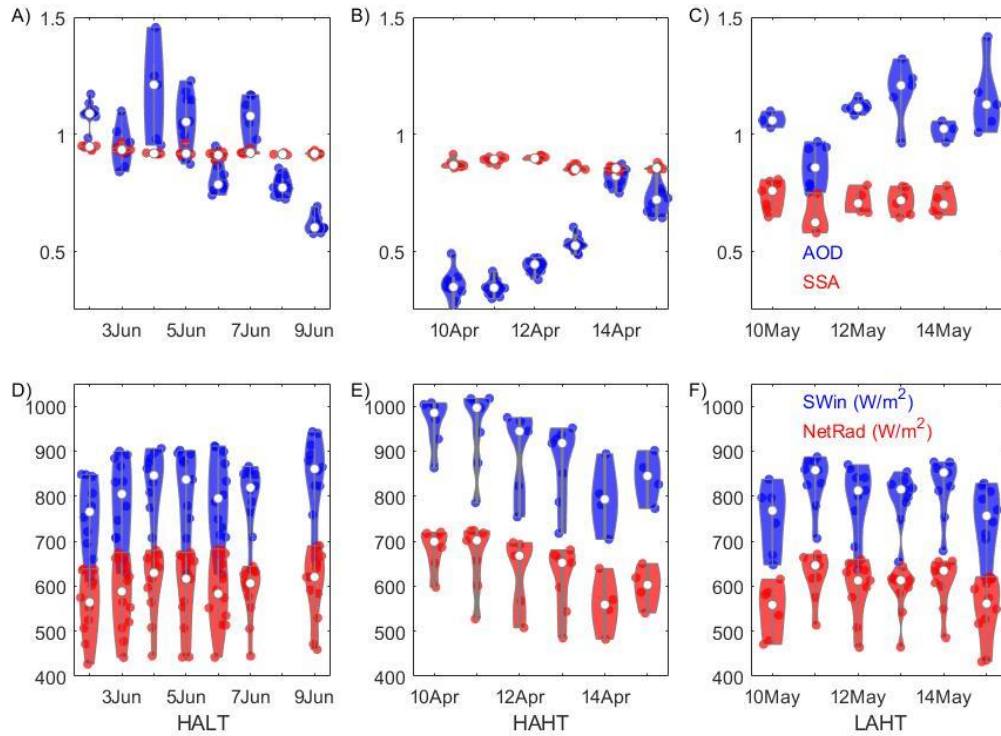 A)
1.5
1
0.5
3Jun 5Jun 7Jun 9Jun
B)
1.5
1
0.5
10Apr 12Apr 14Apr
C)
1.5
1
0.5
AOD
SSA
10May 12May 14May
D)
1000
900
800
700
600
500
400
3Jun 5Jun 7Jun 9Jun
HALT
E)
1000
900
800
700
600
500
400
10Apr 12Apr 14Apr
HAHT
F)
1000
900
800
700
600
500
400
SWin (W/m²)
NetRad (W/m²)
10May 12May 14May
LAHT